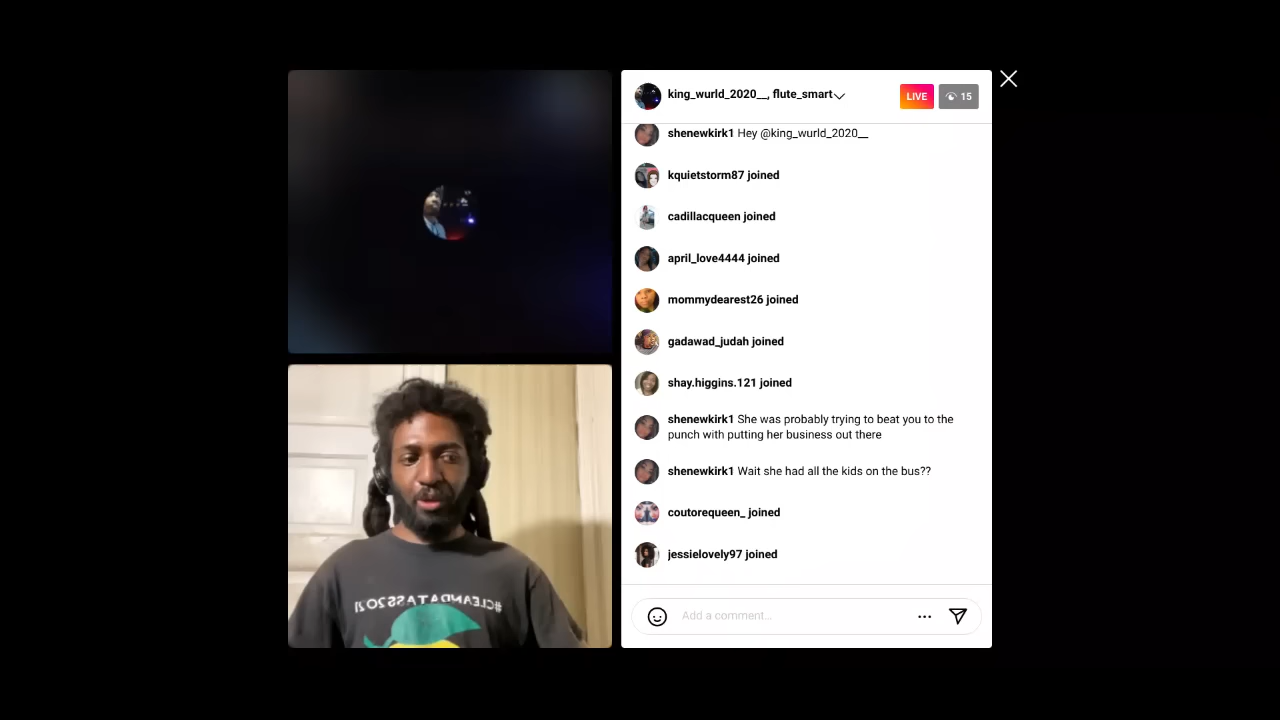 king_wurld_2020__, flute_smart
LIVE
15
shenewkirk1 Hey @king_wurld_2020__
kquietstorm87 joined
cadillacqueen joined
april_love4444 joined
mommydearest26 joined
gadawad_judah joined
shay.higgins.121 joined
shenewkirk1 She was probably trying to beat you to the
punch with putting her business out there
shenewkirk1 Wait she had all the kids on the bus??
coutorequeen_ joined
jessielovely97 joined
Add a comment...
#CLEANDATASS2021